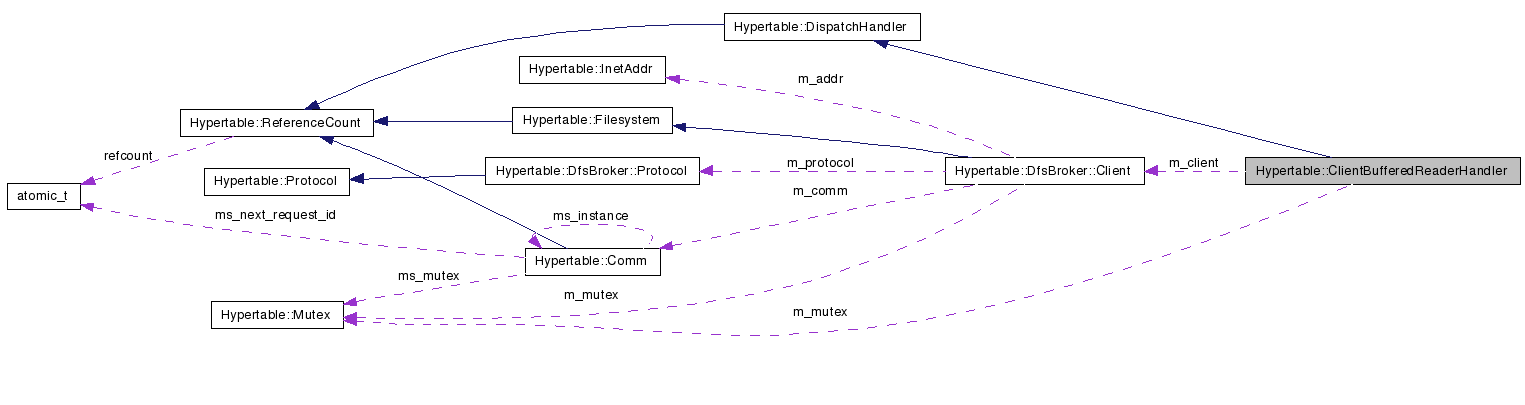 Hypertable::DispatchHandler
Hypertable::InetAddr
m_addr
Hypertable::ReferenceCount
Hypertable::Filesystem
refcount
m_protocol
m_client
Hypertable::Protocol
Hypertable::DfsBroker::Protocol
Hypertable::DfsBroker::Client
Hypertable::ClientBufferedReaderHandler
atomic_t
m_comm
ms_next_request_id
ms_instance
Hypertable::Comm
ms_mutex
m_mutex
Hypertable::Mutex
m_mutex